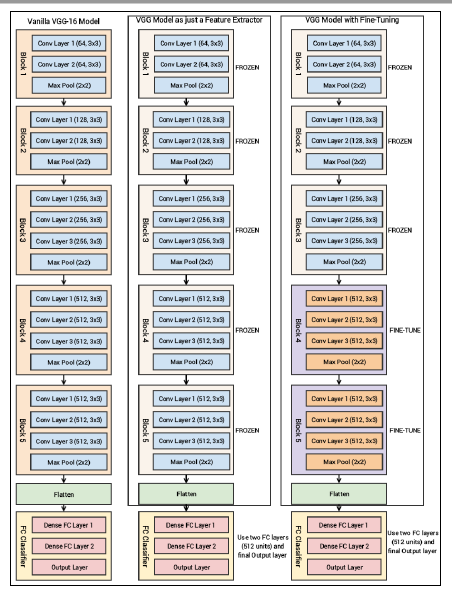 Vanilla VGG-16 Model
Block 1
Conv Layer 1 (64, 3x3)
Conv Layer 2 (64, 3x3)
Max Pool (2x2)
Block 2
Conv Layer 1 (128, 3x3)
Conv Layer 2 (128, 3x3)
Max Pool (2x2)
Block 3
Conv Layer 1 (256, 3x3)
Conv Layer 2 (256, 3x3)
Conv Layer 3 (256, 3x3)
Max Pool (2x2)
Block 4
Conv Layer 1 (512, 3x3)
Conv Layer 2 (512, 3x3)
Conv Layer 3 (512, 3x3)
Max Pool (2x2)
Block 5
Conv Layer 1 (512, 3x3)
Conv Layer 2 (512, 3x3)
Conv Layer 3 (512, 3x3)
Max Pool (2x2)
Flatten
FC Classifier
Dense FC Layer 1
Dense FC Layer 2
Output Layer
VGG Model as just a Feature Extractor
Block 1
Conv Layer 1 (64, 3x3)
Conv Layer 2 (64, 3x3)
Max Pool (2x2)
FROZEN
Block 2
Conv Layer 1 (128, 3x3)
Conv Layer 2 (128, 3x3)
Max Pool (2x2)
FROZEN
Block 3
Conv Layer 1 (256, 3x3)
Conv Layer 2 (256, 3x3)
Conv Layer 3 (256, 3x3)
Max Pool (2x2)
FROZEN
Block 4
Conv Layer 1 (512, 3x3)
Conv Layer 2 (512, 3x3)
Conv Layer 3 (512, 3x3)
Max Pool (2x2)
FROZEN
Block 5
Conv Layer 1 (512, 3x3)
Conv Layer 2 (512, 3x3)
Conv Layer 3 (512, 3x3)
Max Pool (2x2)
FROZEN
Flatten
FC Classifier
Dense FC Layer 1
Dense FC Layer 2
Output Layer
Use two FC layers
(512 units) and
final Output layer
VGG Model with Fine-Tuning
Block 1
Conv Layer 1 (64, 3x3)
Conv Layer 2 (64, 3x3)
Max Pool (2x2)
FROZEN
Block 2
Conv Layer 1 (128, 3x3)
Conv Layer 2 (128, 3x3)
Max Pool (2x2)
FROZEN
Block 3
Conv Layer 1 (256, 3x3)
Conv Layer 2 (256, 3x3)
Conv Layer 3 (256, 3x3)
Max Pool (2x2)
FROZEN
Block 4
Conv Layer 1 (512, 3x3)
Conv Layer 2 (512, 3x3)
Conv Layer 3 (512, 3x3)
Max Pool (2x2)
FINE-TUNE
Block 5
Conv Layer 1 (512, 3x3)
Conv Layer 2 (512, 3x3)
Conv Layer 3 (512, 3x3)
Max Pool (2x2)
FINE-TUNE
Flatten
FC Classifier
Dense FC Layer 1
Dense FC Layer 2
Output Layer
Use two FC layers
(512 units) and
final Output layer